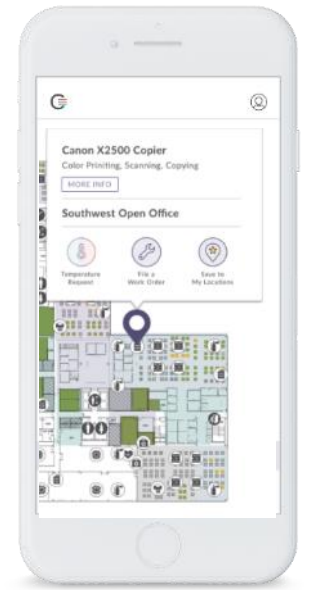 Canon X2500 Copier
Color Printing, Scanning, Copying
MORE INFO
Southwest Open Office
Temperature Request
File a Work Order
Save to My Locations